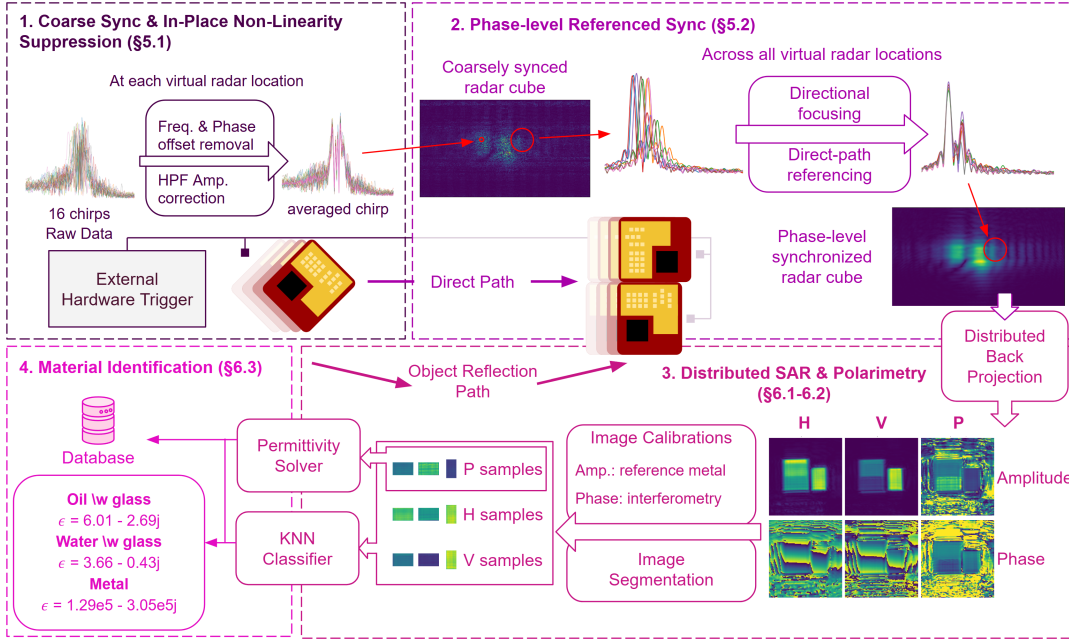 1. Coarse Sync & In-Place Non-Linearity
Suppression (§5.1)
At each virtual radar location
Freq. & Phase
offset removal
HPF Amp.
correction
16 chirps
Raw Data
averaged chirp
External
Hardware Trigger
2. Phase-level Referenced Sync (§5.2)
Coarsely synced
radar cube
Across all virtual radar locations
Directional
focusing
Direct-path
referencing
Phase-level
synchronized
radar cube
Direct Path
Distributed
Back
Projection
Object Reflection
Path
3. Distributed SAR & Polarimetry
(§6.1-6.2)
H
V
P
Amplitude
Phase
Image Calibrations
Amp.: reference metal
Phase: interferometry
Image
Segmentation
P samples
H samples
V samples
4. Material Identification (§6.3)
Permittivity
Solver
KNN
Classifier
Database
Oil \w glass
ϵ = 6.01 - 2.69j
Water \w glass
ϵ = 3.66 - 0.43j
Metal
ϵ = 1.29e5 - 3.05e5j